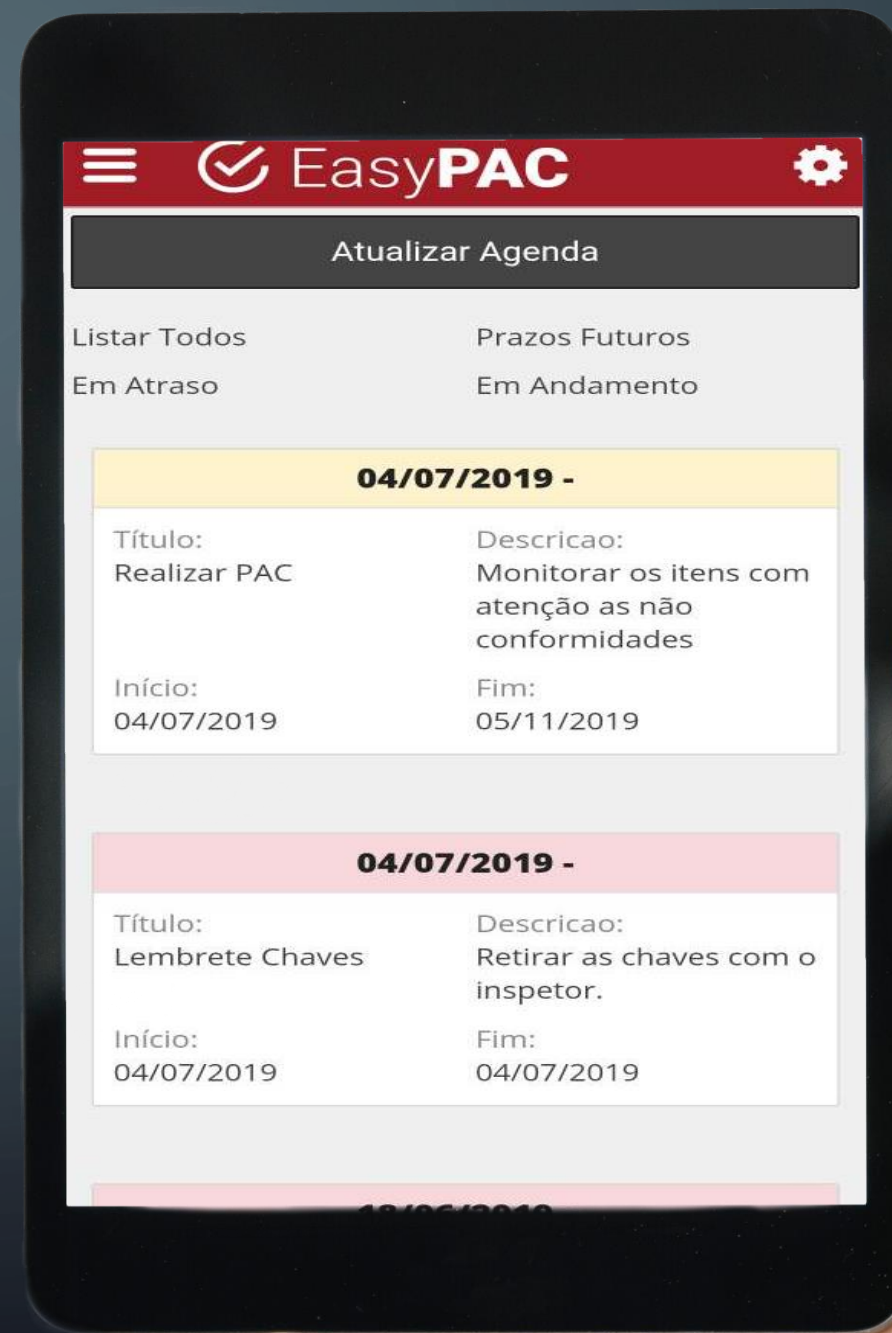 EasyPAC
Atualizar Agenda
Listar Todos Prazos Futuros
Em Atraso Em Andamento
04/07/2019 -
Título: Descricao:
Realizar PAC Monitorar os itens com
atenção as não
conformidades
Início: Fim:
04/07/2019 05/11/2019
04/07/2019 -
Título: Descricao:
Lembrete Chaves Retirar as chaves com o
inspetor.
Início: Fim:
04/07/2019 04/07/2019